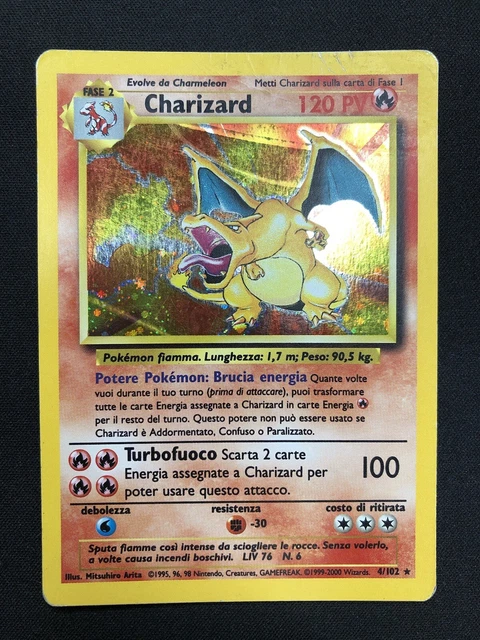 Evolve da Charmeleon
Metti Charizard sulla carta di Fase 1
FASE 2
Charizard
120 PV
Pokémon fiamma. Lunghezza: 1,7 m; Peso: 90,5 kg.
Potere Pokémon: Brucia energia Quante volte
vuoi durante il tuo turno (prima di attaccare), puoi trasformare
tutte le carte Energia assegnate a Charizard in carte Energia
per il resto del turno. Questo potere non può essere usato se
Charizard è Addormentato, Confuso o Paralizzato.
Turbofuoco Scarta 2 carte
Energia assegnate a Charizard per
poter usare questo attacco.
100
debolezza
resistenza
costo di ritirata
-30
Sputa fiamme così intense da sciogliere le rocce. Senza volerlo,
a volte causa incendi boschivi. LIV 76 N. 6
Illus. Mitsuhiro Arita ©1995, 96, 98 Nintendo, Creatures, GAMEFREAK. ©1999-2000 Wizards. 4/102 ★